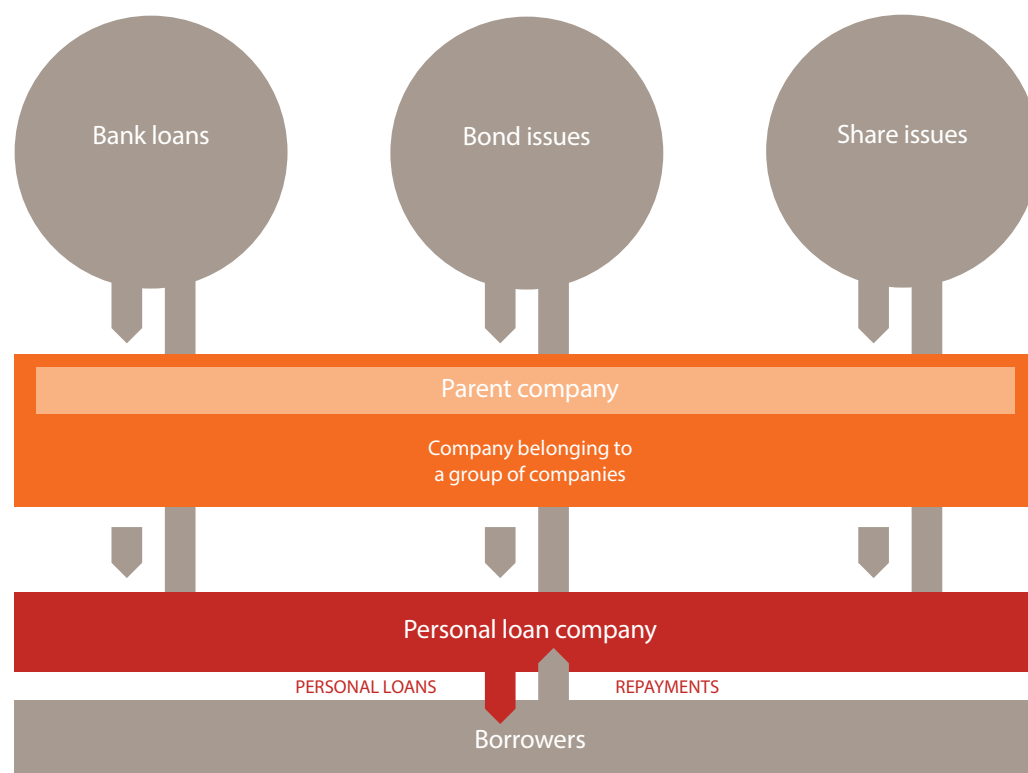 Bank loans
Bond issues
Share issues
Parent company
Company belonging to
a group of companies
Personal loan company
PERSONAL LOANS
REPAYMENTS
Borrowers